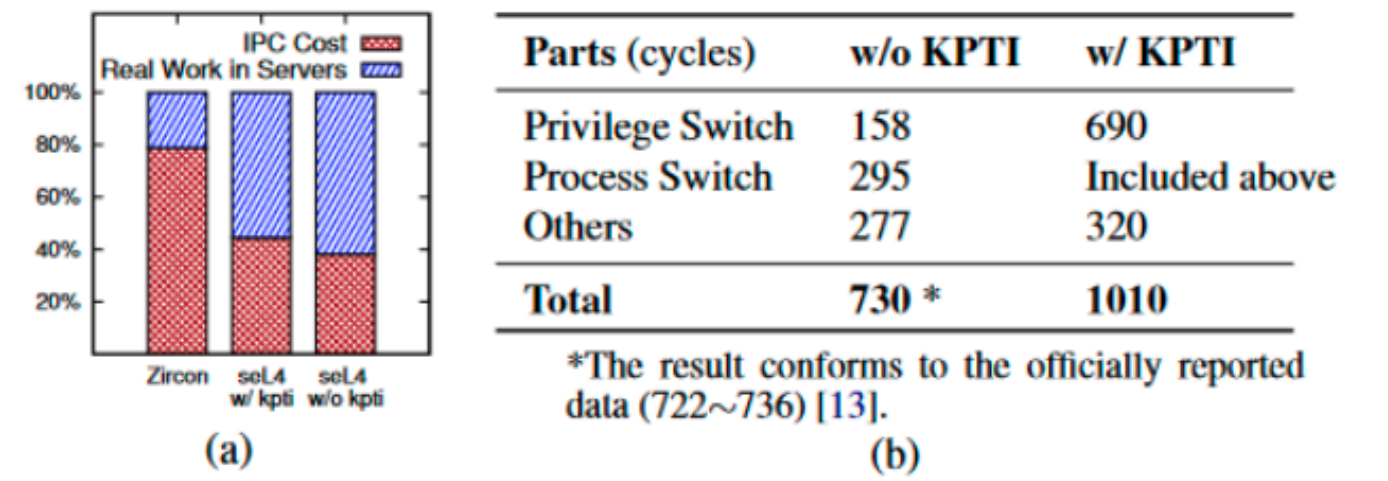 IPC Cost
Real Work in Servers
100%
80%
60%
40%
20%
Zircon seL4 seL4
w/ kpti w/o kpti
(a)
Parts (cycles) w/o KPTI w/ KPTI
Privilege Switch 158 690
Process Switch 295 Included above
Others 277 320
Total 730 * 1010
*The result conforms to the officially reported
data (722~736) [13].
(b)